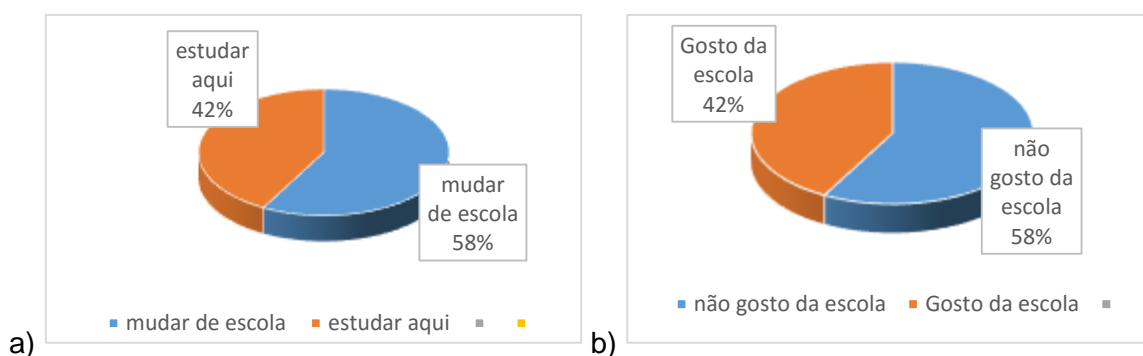 estudar
aqui
42%
mudar
de escola
58%
mudar de escola estudar aqui
a)
Gosto da
escola
42%
não
gosto da
escola
58%
não gosto da escola Gosto da escola
b)